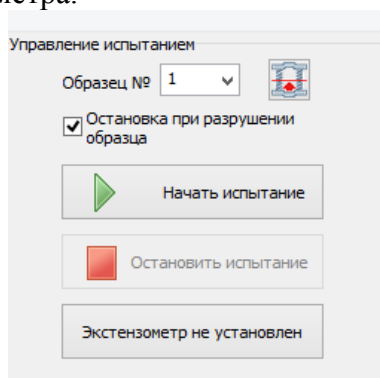 Управление испытанием
Образец № 1
Остановка при разрушении
образца
Начать испытание
Остановить испытание
Экстензометр не установлен